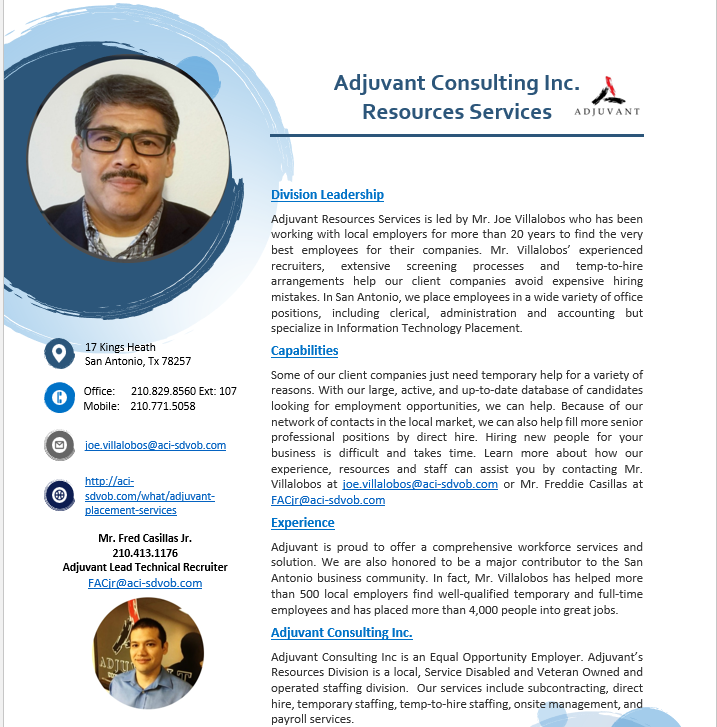 Adjuvant Consulting Inc.
Resources Services
ADJUVANT
Division Leadership
Adjuvant Resources Services is led by Mr. Joe Villalobos who has been
working with local employers for more than 20 years to find the very
best employees for their companies. Mr. Villalobos’ experienced
recruiters, extensive screening processes and temp-to-hire
arrangements help our client companies avoid expensive hiring
mistakes. In San Antonio, we place employees in a wide variety of office
positions, including clerical, administration and accounting but
specialize in Information Technology Placement.
Capabilities
Some of our client companies just need temporary help for a variety of
reasons. With our large, active, and up-to-date database of candidates
looking for employment opportunities, we can help. Because of our
network of contacts in the local market, we can also help fill more senior
professional positions by direct hire. Hiring new people for your
business is difficult and takes time. Learn more about how our
experience, resources and staff can assist you by contacting Mr.
Villalobos at joe.villalobos@aci-sdvob.com or Mr. Freddie Casillas at
FACjr@aci-sdvob.com
Experience
Adjuvant is proud to offer a comprehensive workforce services and
solution. We are also honored to be a major contributor to the San
Antonio business community. In fact, Mr. Villalobos has helped more
than 500 local employers find well-qualified temporary and full-time
employees and has placed more than 4,000 people into great jobs.
Adjuvant Consulting Inc.
Adjuvant Consulting Inc is an Equal Opportunity Employer. Adjuvant’s
Resources Division is a local, Service Disabled and Veteran Owned and
operated staffing division. Our services include subcontracting, direct
hire, temporary staffing, temp-to-hire staffing, onsite management, and
payroll services.
17 Kings Heath
San Antonio, Tx 78257
Office: 210.829.8560 Ext: 107
Mobile: 210.771.5058
joe.villalobos@aci-sdvob.com
http://aci-
sdvob.com/what/adjuvant-
placement-services
Mr. Fred Casillas Jr.
210.413.1176
Adjuvant Lead Technical Recruiter
FACjr@aci-sdvob.com